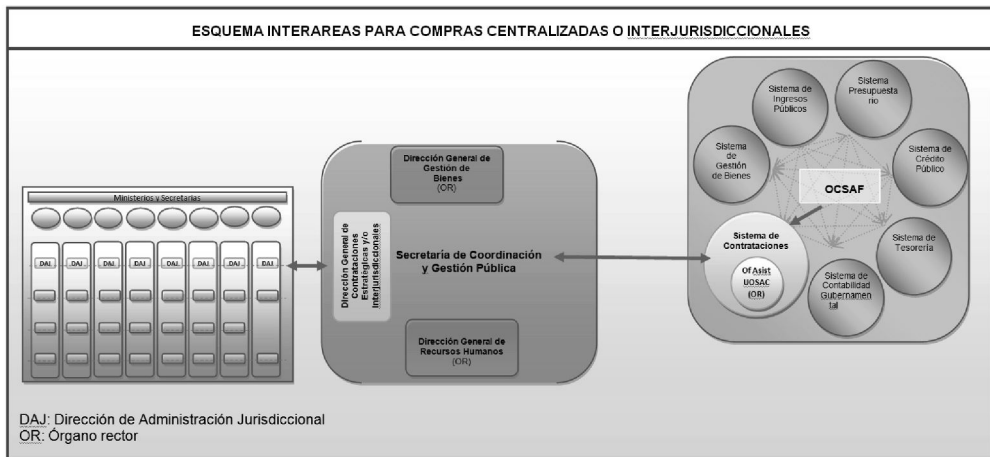 ESQUEMA INTERAREAS PARA COMPRAS CENTRALIZADAS O INTERJURISDICCIONALES
Ministerios y Secretarias
DAJ DAJ DAJ DAJ DAJ DAJ DAJ DAJ
Dirección General de
Gestión de
Bienes
(OR)
Dirección General de
Contrataciones
Estratégicas y/o
Interjurisdiccionales
Secretaría de Coordinación
y Gestión Pública
Dirección General de
Recursos Humanos
(OR)
Sistema de
Ingresos
Públicos
Sistema
Presupuesta
rio
Sistema
de
Gestión
de Bienes
Sistema de
Crédito
Público
OCSAF
Sistema de
Contrataciones
Of Asist
UOSAC
(OR)
Sistema de
Tesorería
Sistema de
Contabilidad
Gubernamen
tal
DAJ: Dirección de Administración Jurisdiccional
OR: Órgano rector